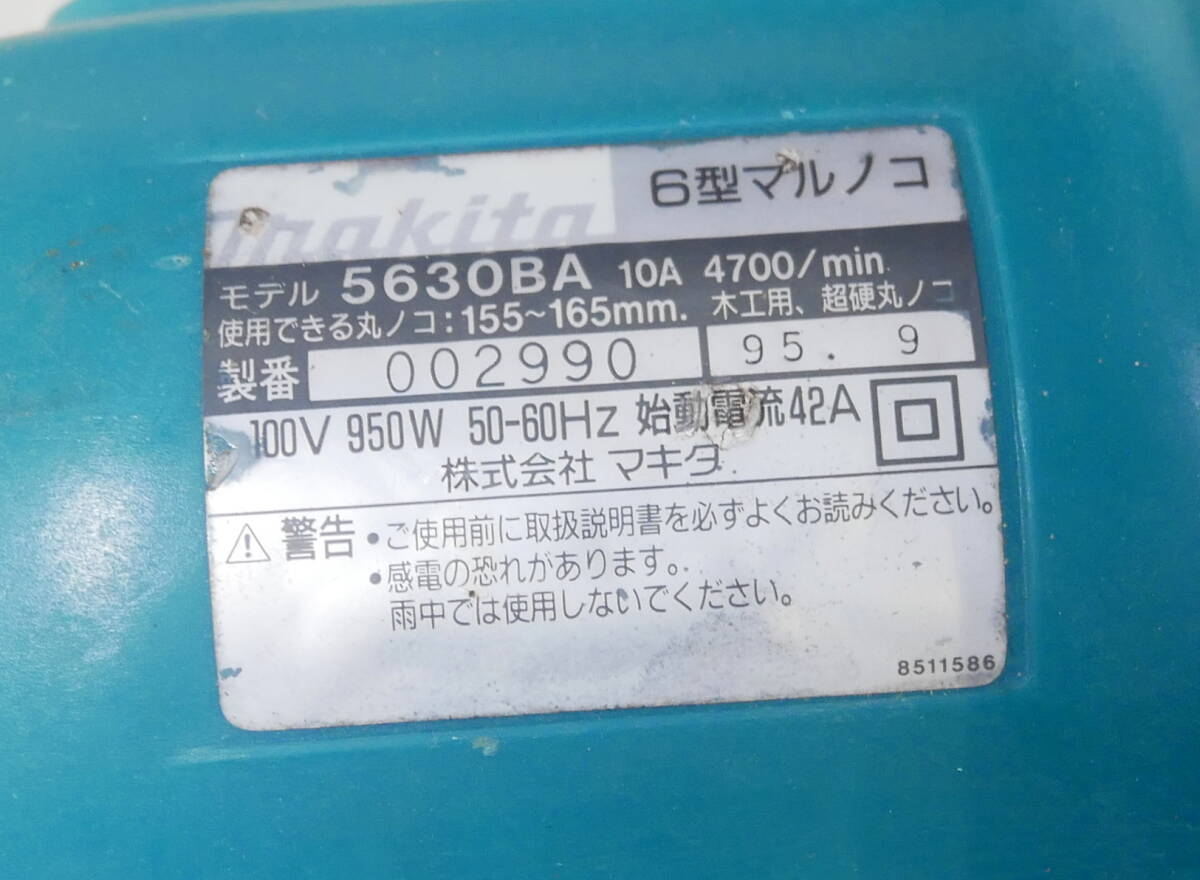 makita 6型マルノコ
モデル 5630BA 10A 4700/min
使用できる丸ノコ:155~165mm. 木工用、超硬丸ノコ
製番 002990 95. 9
100V 950W 50-60Hz 始動電流42A
株式会社 マキタ
警告 •ご使用前に取扱説明書を必ずよくお読みください。
•感電の恐れがあります。
雨中では使用しないでください。
8511586